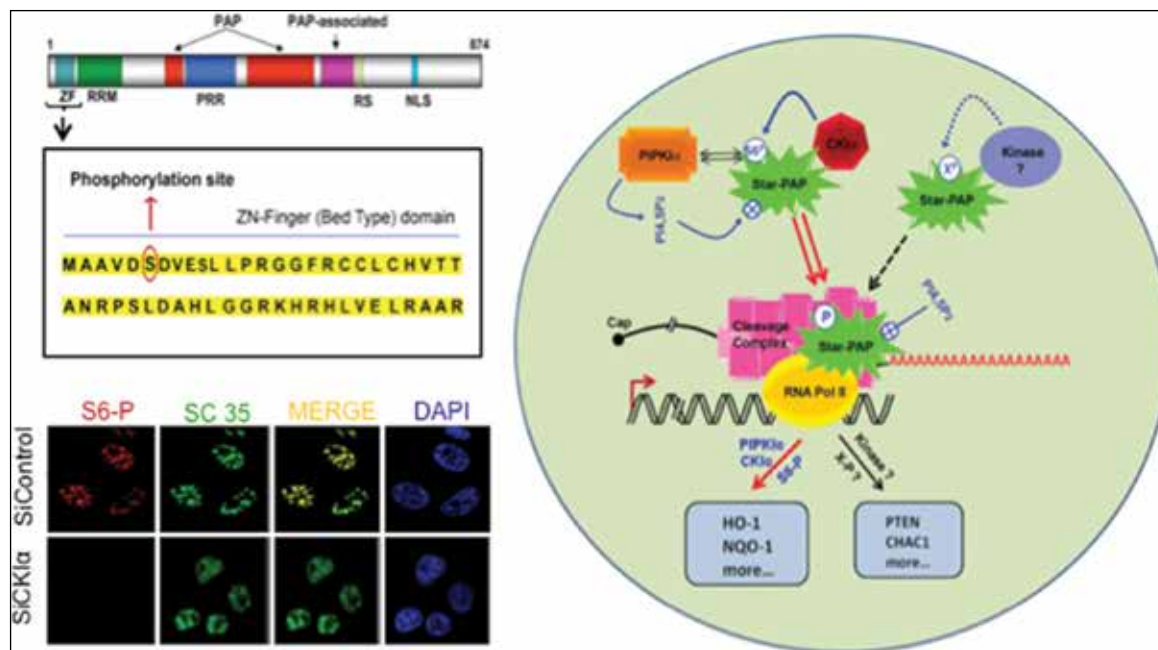 PAP PAP-associated
1 874
ZF RRM PRR RS NLS
Phosphorylation site
ZN-Finger (Bed Type) domain
MAAVDSDVESLLPRGGFRCCLCHVTT
ANRPSLDAHLGGRKHRHLVELRAAR
S6-P SC 35 MERGE DAPI
SiControl
SiCKIα
PIPKIα
CKIα
Star-PAP
PI4,5P2
Kinase
?
Star-PAP
Cap
Cleavage
Complex
P
Star-PAP
PI4,5P2
RNA Pol II
PIPKIα
CKIα
S6-P
Kinase ?
X-P ?
HO-1
NQO-1
more...
PTEN
CHAC1
more...